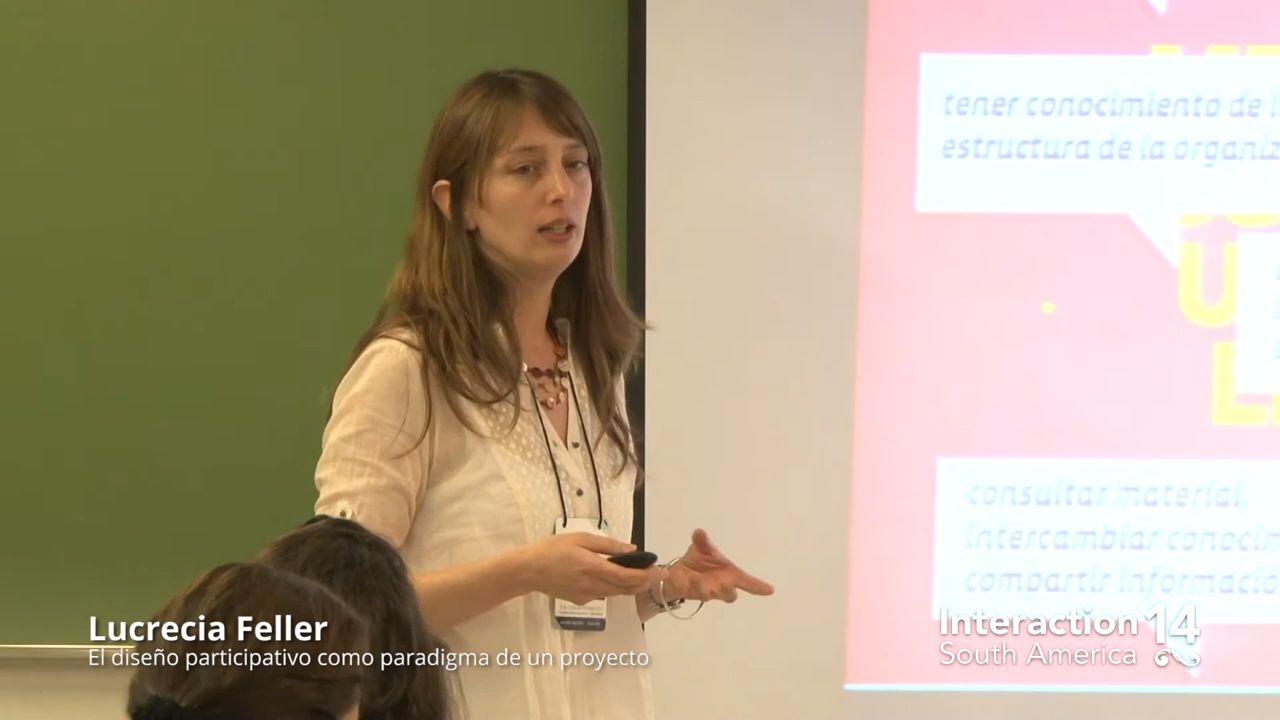 tener conocimiento de l
estructura de la organiz
U
consultar material,
intercambiar conocim
compartir informació
Lucrecia Feller
El diseño participativo como paradigma de un proyecto
Interaction 14
South America